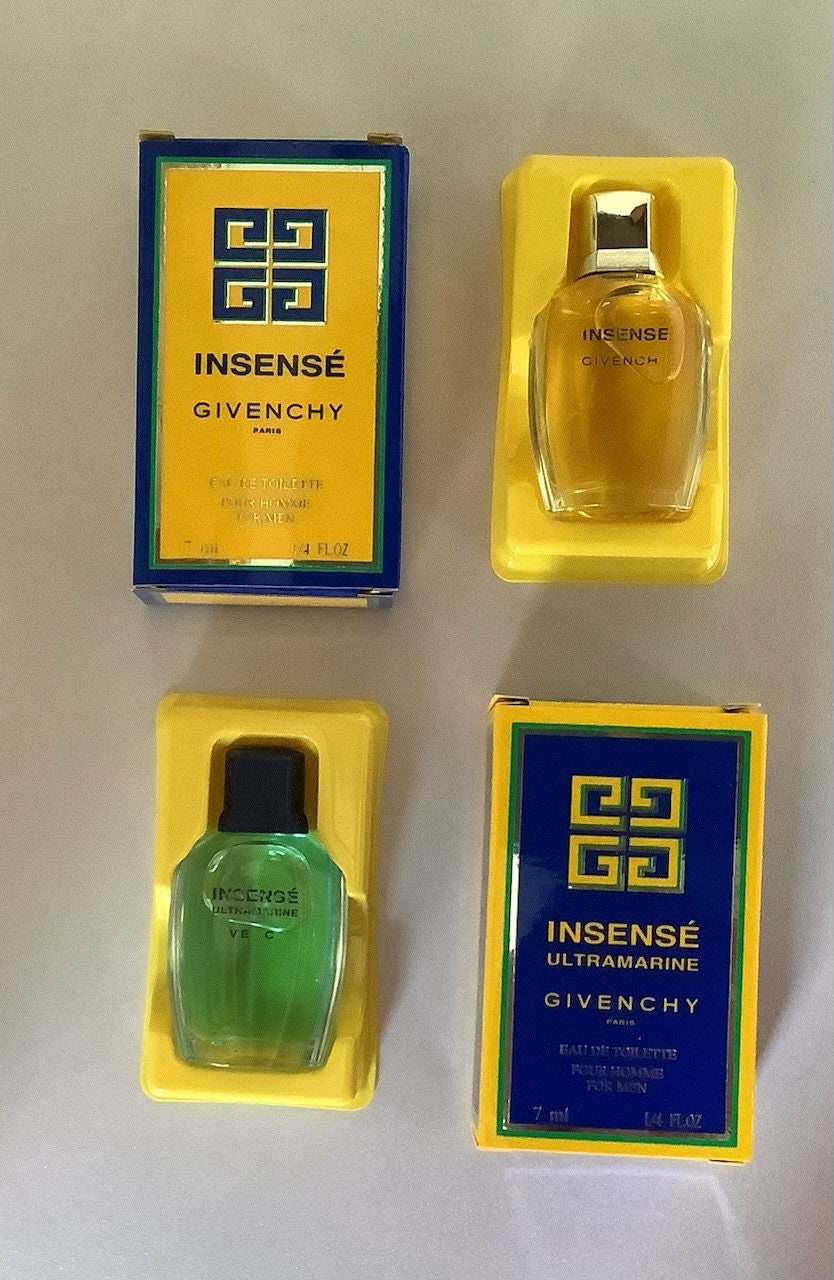 INSENSÉ
GIVENCHY
PARIS
EAU DE TOILETTE
POUR HOMME
FOR MEN
7 ml 1/4 FL.OZ
INSENSE
GIVENCH
INSENSÉ
ULTRAMARINE
VE C
INSENSÉ
ULTRAMARINE
GIVENCHY
PARIS
EAU DE TOILETTE
POUR HOMME
FOR MEN
7 ml 1/4 FL.OZ